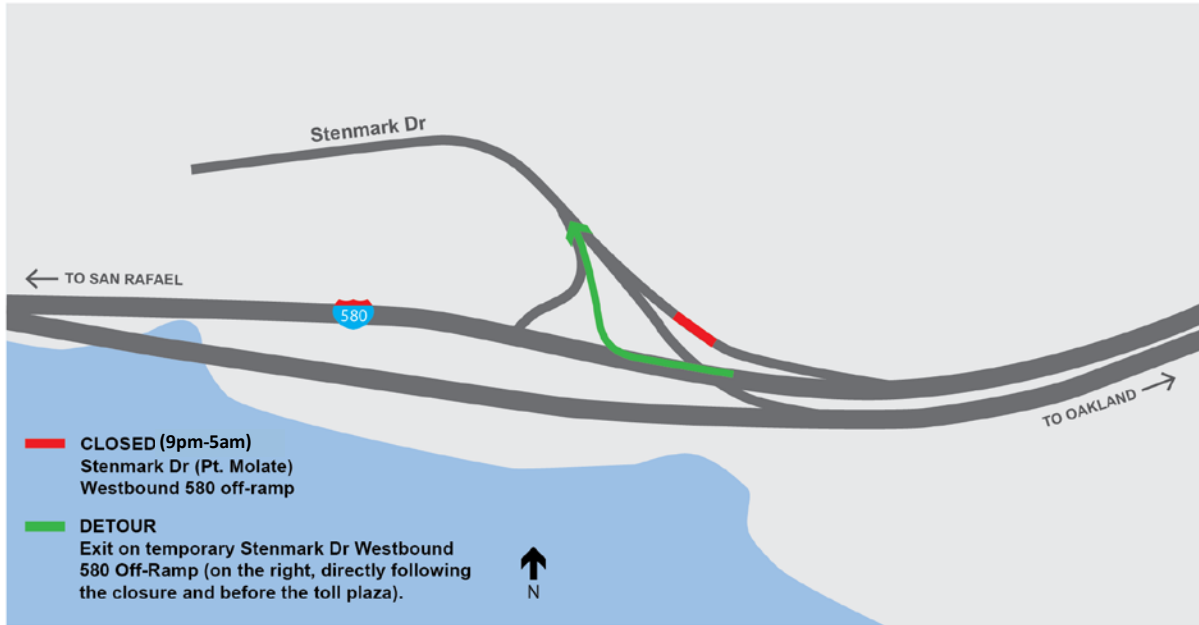 Stenmark Dr
← TO SAN RAFAEL
580
TO OAKLAND →
CLOSED (9pm-5am)
Stenmark Dr (Pt. Molate)
Westbound 580 off-ramp
DETOUR
Exit on temporary Stenmark Dr Westbound
580 Off-Ramp (on the right, directly following
the closure and before the toll plaza).
N